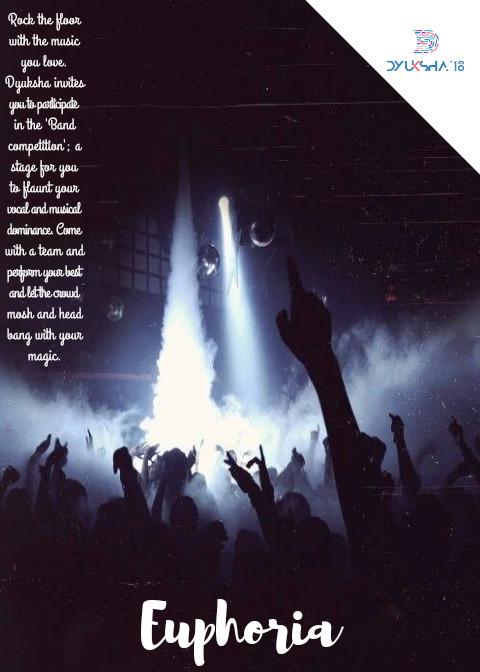 Rock the floor
with the music
you love.
Dyuksha invites
you to participate
in the 'Band
competition'; a
stage for you
to flaunt your
vocal and musical
dominance. Come
with a team and
perform your best
and let the crowd
mosh and head
bang with your
magic.
DYUKSHA '18
Euphoria